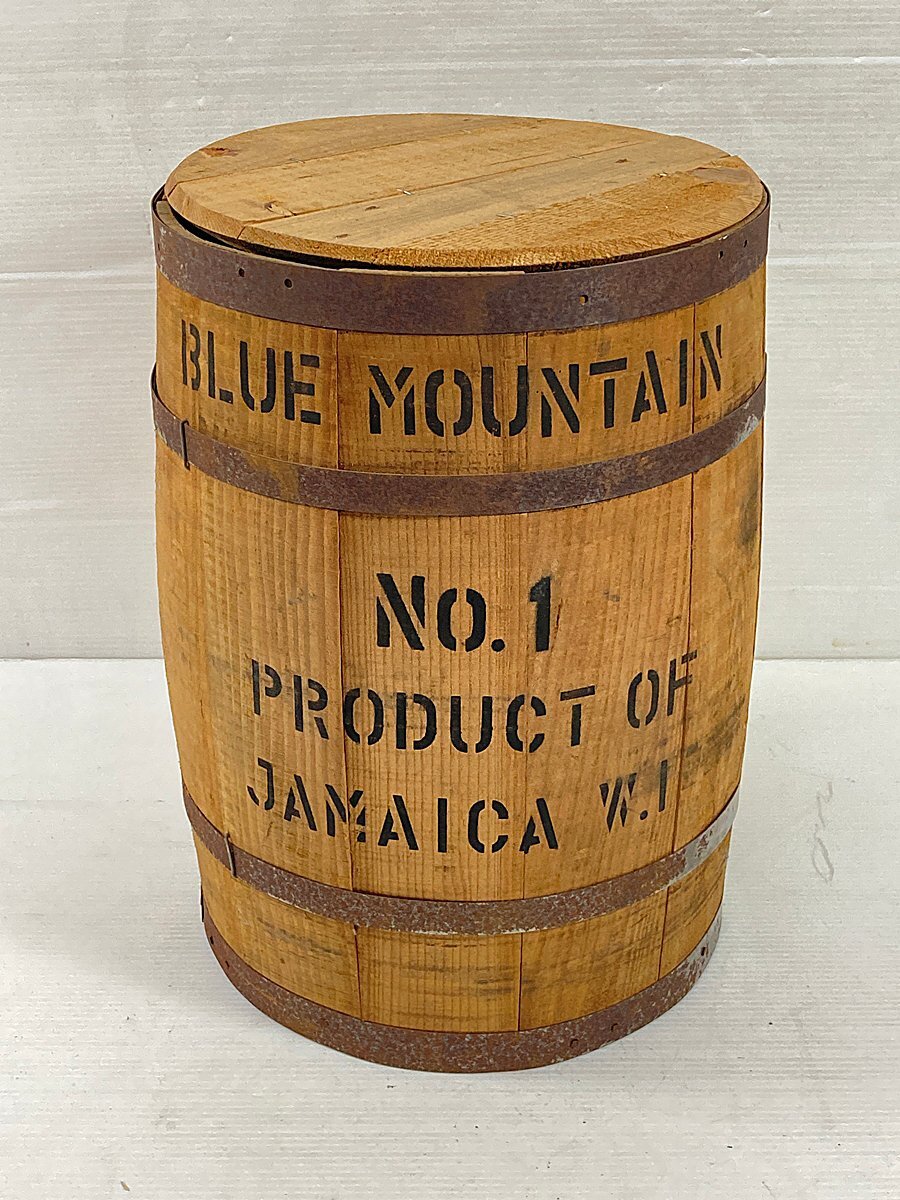 BLUE MOUNTAIN
No.1
PRODUCT OF
JAMAICA W.I